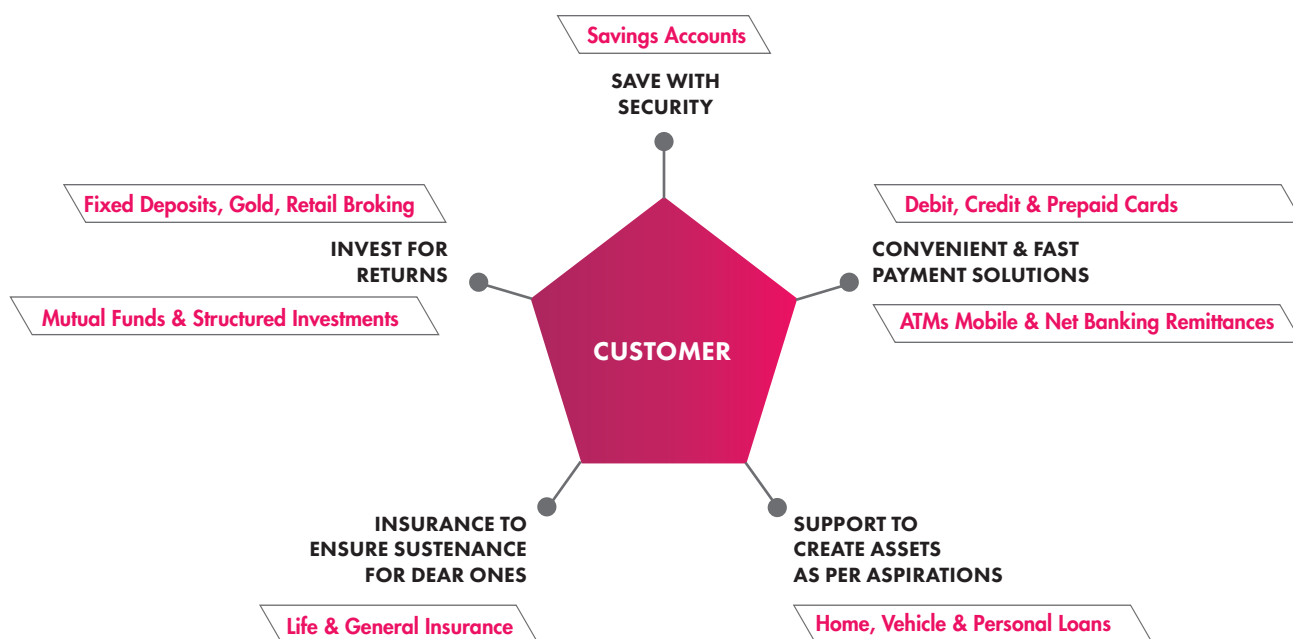 Savings Accounts
SAVE WITH
SECURITY
Fixed Deposits, Gold, Retail Broking
INVEST FOR
RETURNS
Mutual Funds & Structured Investments
Debit, Credit & Prepaid Cards
CONVENIENT & FAST
PAYMENT SOLUTIONS
ATMs Mobile & Net Banking Remittances
CUSTOMER
INSURANCE TO
ENSURE SUSTENANCE
FOR DEAR ONES
Life & General Insurance
SUPPORT TO
CREATE ASSETS
AS PER ASPIRATIONS
Home, Vehicle & Personal Loans